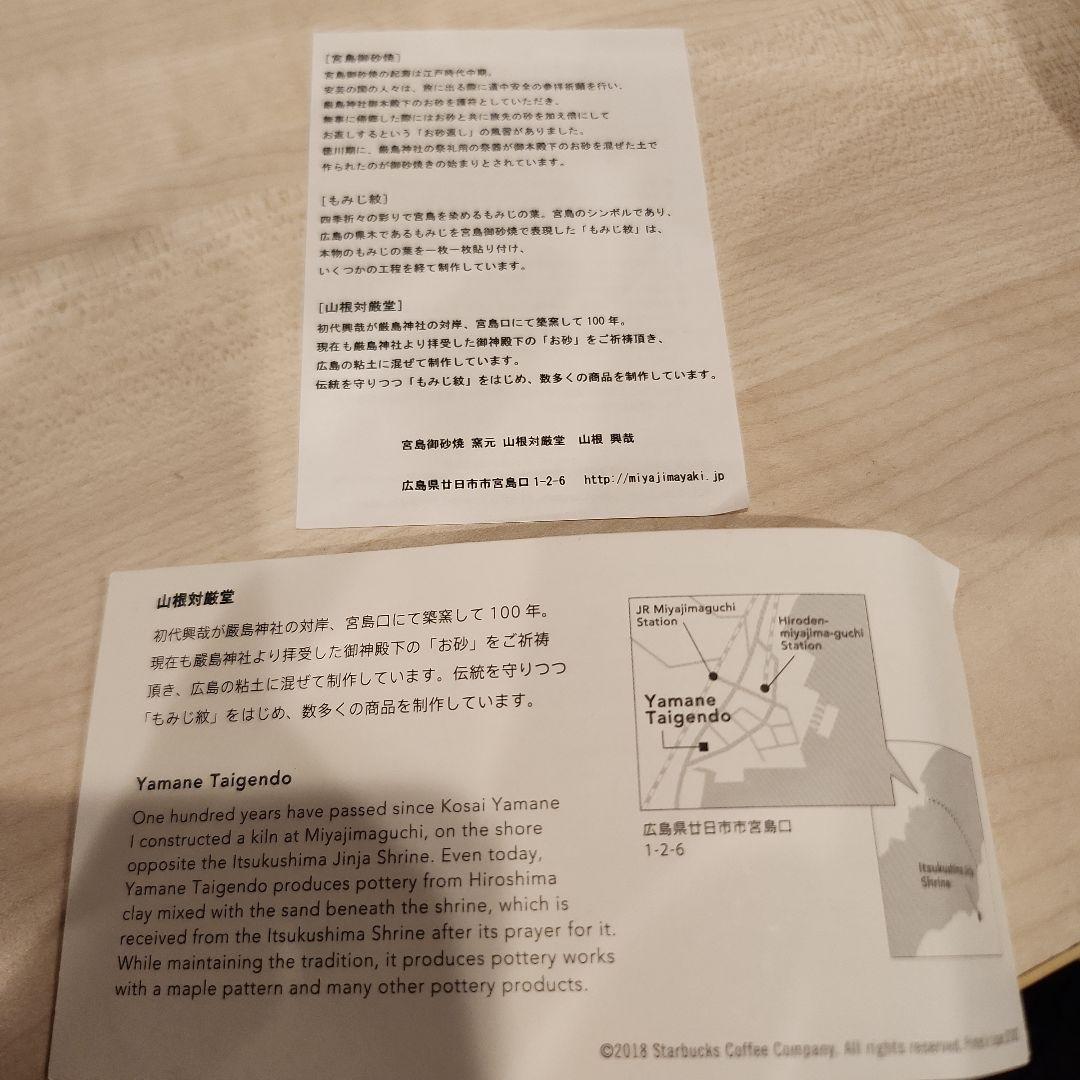 [宮島御砂焼]
宮島御砂焼の起源は江戸時代中期。
安芸の国の人々は、旅に出る際に道中安全の参拝祈願を行い、
厳島神社御本殿下のお砂を護符としていただき、
無事に帰郷した際にはお砂と共に旅先の砂を加え倍にして
お返しするという「お砂返し」の風習がありました。
徳川期に、厳島神社の祭礼用の祭器が御本殿下のお砂を混ぜた土で
作られたのが御砂焼きの始まりとされています。
[もみじ紋]
四季折々の彩りで宮島を染めるもみじの葉。宮島のシンボルであり、
広島の県木であるもみじを宮島御砂焼で表現した「もみじ紋」は、
本物のもみじの葉を一枚一枚貼り付け、
いくつかの工程を経て制作しています。
[山根対厳堂]
初代興哉が厳島神社の対岸、宮島口にて築窯して100年。
現在も厳島神社より拝受した御神殿下の「お砂」をご祈祷頂き、
広島の粘土に混ぜて制作しています。
伝統を守りつつ「もみじ紋」をはじめ、数多くの商品を制作しています。
宮島御砂焼 窯元 山根対厳堂 山根 興哉
広島県廿日市市宮島口1-2-6 http://miyajimayaki.jp
山根対厳堂
初代興哉が厳島神社の対岸、宮島口にて築窯して100年。
現在も厳島神社より拝受した御神殿下の「お砂」をご祈祷
頂き、広島の粘土に混ぜて制作しています。伝統を守りつつ
「もみじ紋」をはじめ、数多くの商品を制作しています。
Yamane Taigendo
One hundred years have passed since Kosai Yamane
I constructed a kiln at Miyajimaguchi, on the shore
opposite the Itsukushima Jinja Shrine. Even today,
Yamane Taigendo produces pottery from Hiroshima
clay mixed with the sand beneath the shrine, which is
received from the Itsukushima Shrine after its prayer for it.
While maintaining the tradition, it produces pottery works
with a maple pattern and many other pottery products.
JR Miyajimaguchi
Station
Hiroden-
miyajima-guchi
Station
Yamane
Taigendo
広島県廿日市市宮島口
1-2-6
Itsukushima Jinja
Shrine
©2018 Starbucks Coffee Company. All rights reserved.